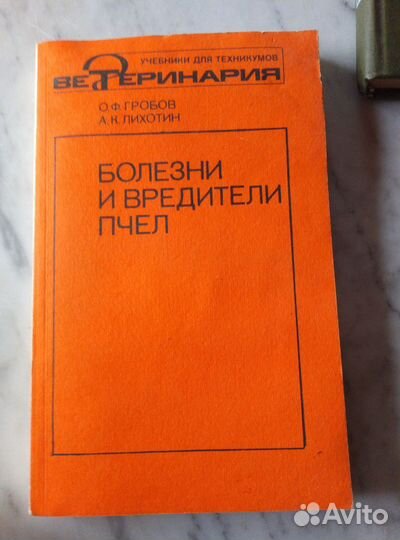 УЧЕБНИКИ ДЛЯ ТЕХНИКУМОВ
ВЕТЕРИНАРИЯ
О.Ф. ГРОБОВ
А.К. ЛИХОТИН
БОЛЕЗНИ
И ВРЕДИТЕЛИ
ПЧЕЛ
Avito